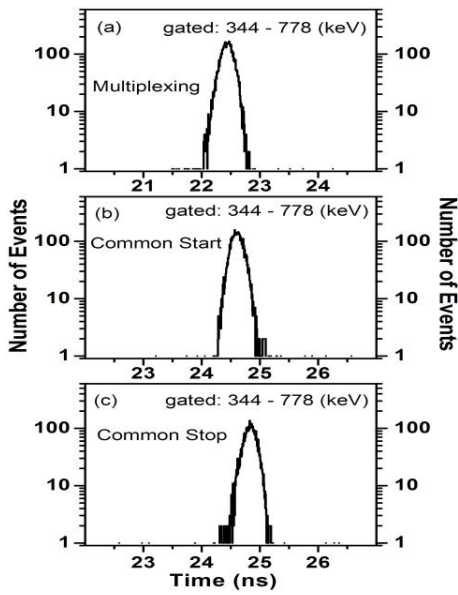 (a) gated: 344 - 778 (keV)
100 100
Multiplexing
10 10
1 1
21 22 23 24
(b) gated: 344 - 778 (keV)
100 Common Start 100
10 10
1 1
23 24 25 26
Number of Events
Number of Events
(c) gated: 344 - 778 (keV)
100 Common Stop 100
10 10
1 1
23 24 25 26
Time (ns)